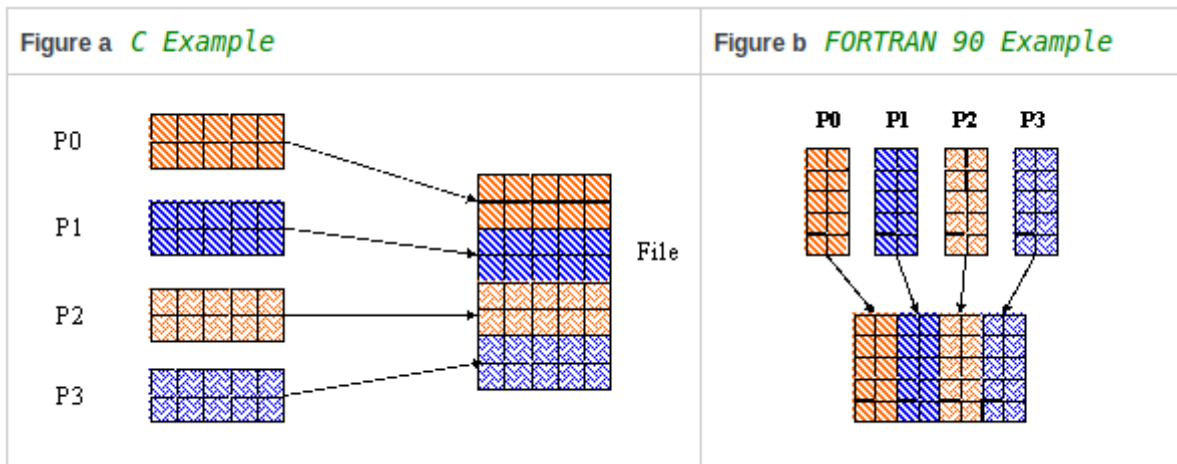 Figure a C Example
P0
P1
P2
P3
File
Figure b FORTRAN 90 Example
P0 P1 P2 P3